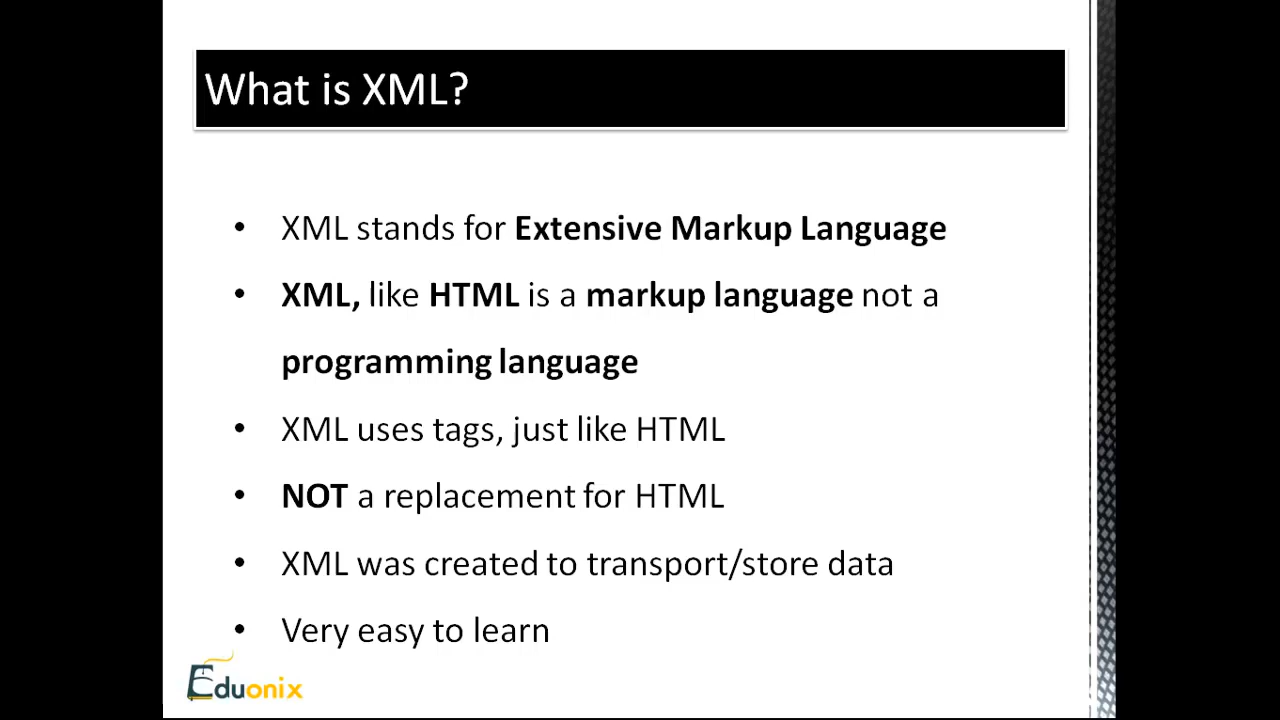 What is XML?
• XML stands for Extensive Markup Language
• XML, like HTML is a markup language not a
programming language
• XML uses tags, just like HTML
• NOT a replacement for HTML
• XML was created to transport/store data
• Very easy to learn
Eduonix